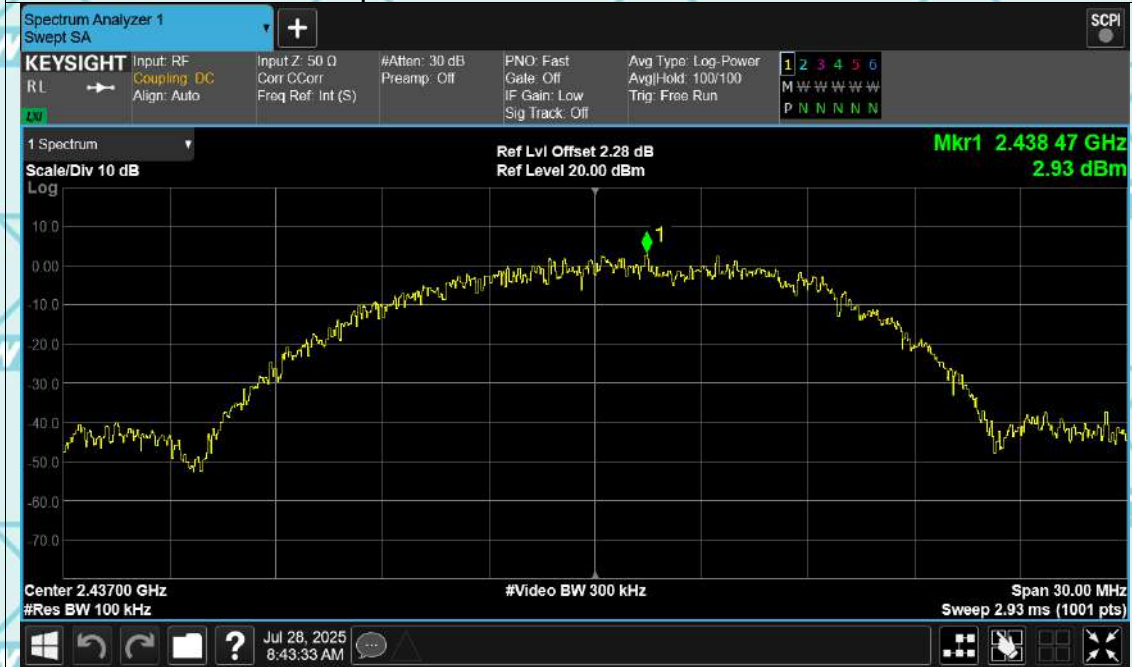 Spectrum Analyzer 1
Swept SA
+
SCPI
KEYSIGHT
RL
LXI
Input: RF
Coupling: DC
Align: Auto
Input Z: 50 Ω
Corr CCorr
Freq Ref: Int (S)
#Atten: 30 dB
Preamp: Off
PNO: Fast
Gate: Off
IF Gain: Low
Sig Track: Off
Avg Type: Log-Power
Avg|Hold: 100/100
Trig: Free Run
1 2 3 4 5 6
M W W W W W
P N N N N N
1 Spectrum
Scale/Div 10 dB
Log
Ref Lvl Offset 2.28 dB
Ref Level 20.00 dBm
Mkr1 2.438 47 GHz
2.93 dBm
1
10.0
0.00
-10.0
-20.0
-30.0
-40.0
-50.0
-60.0
-70.0
Center 2.43700 GHz
#Res BW 100 kHz
#Video BW 300 kHz
Span 30.00 MHz
Sweep 2.93 ms (1001 pts)
?
Jul 28, 2025
8:43:33 AM